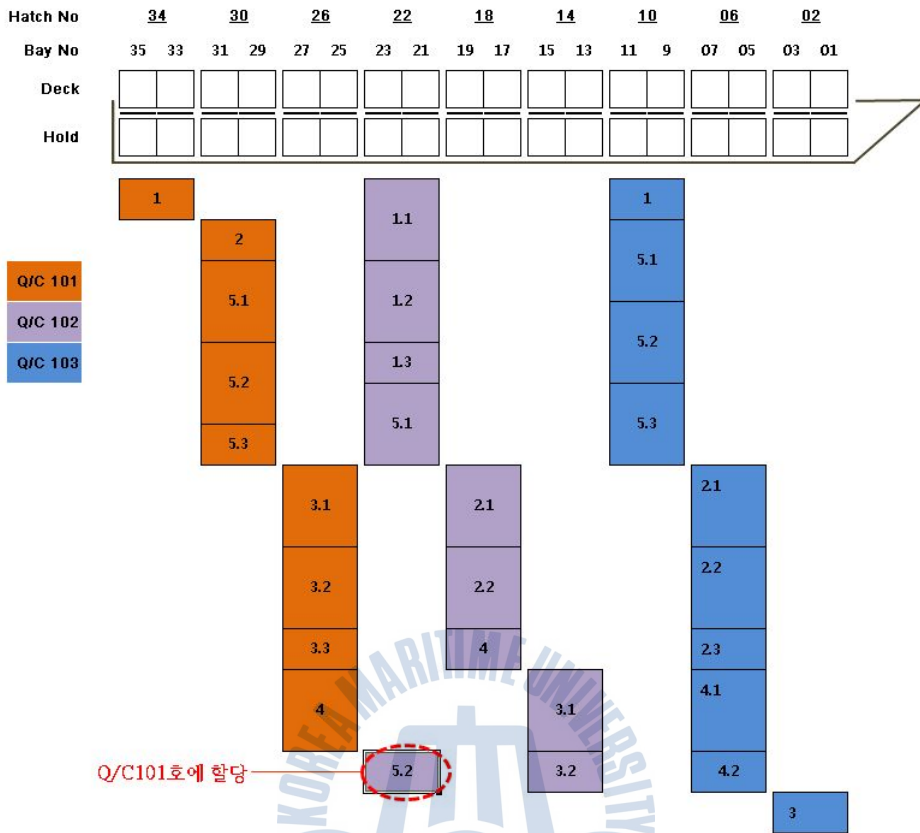 Hatch No 34 30 26 22 18 14 10 06 02
Bay No 35 33 31 29 27 25 23 21 19 17 15 13 11 9 07 05 03 01
Deck
Hold
1 1.1 1
2
5.1
Q/C 101 5.1 1.2
Q/C 102
5.2
Q/C 103 5.2 1.3
5.1 5.3
5.3
3.1 2.1 2.1
3.2 2.2 2.2
3.3 4 2.3
4 3.1 4.1
Q/C101호에 할당 5.2 3.2 4.2
3
KOREA MARITIME UNIVERSITY